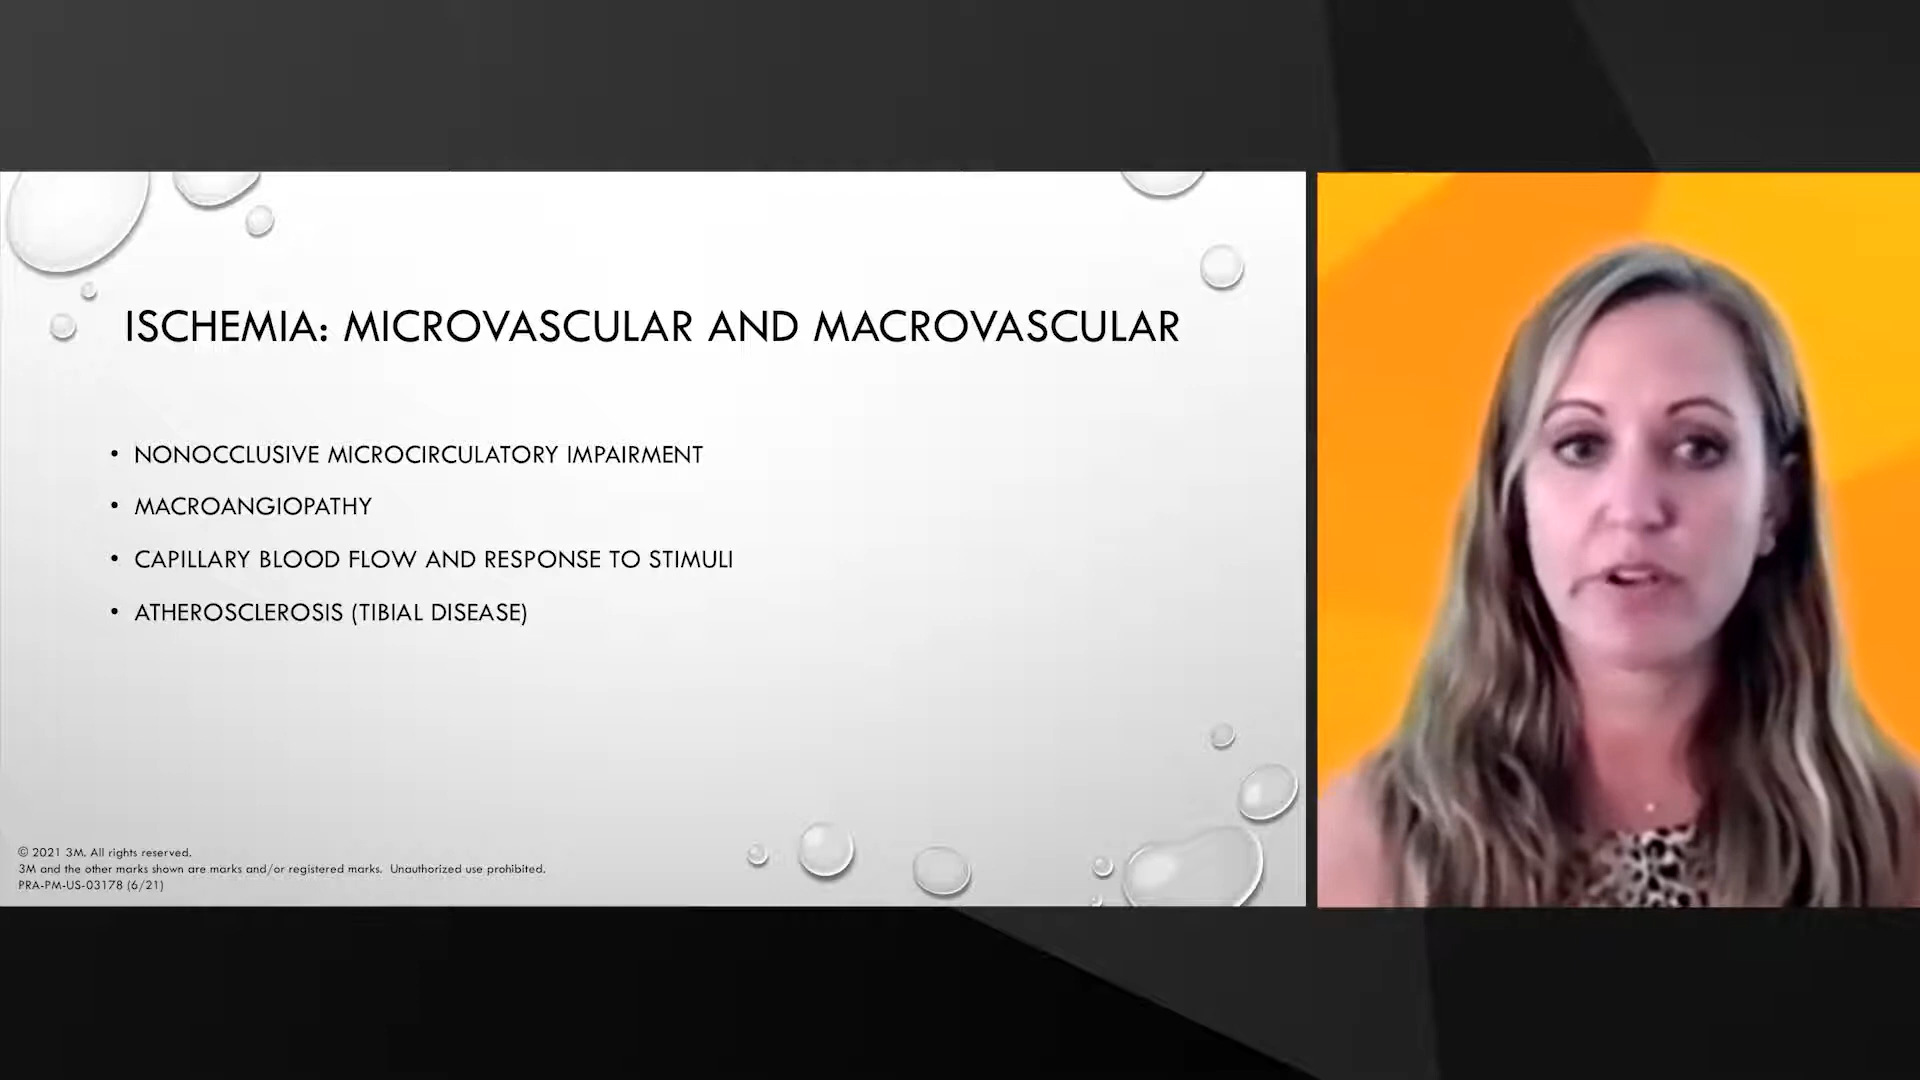 ISCHEMIA: MICROVASCULAR AND MACROVASCULAR
• NONOCCLUSIVE MICROCIRCULATORY IMPAIRMENT
• MACROANGIOPATHY
• CAPILLARY BLOOD FLOW AND RESPONSE TO STIMULI
• ATHEROSCLEROSIS (TIBIAL DISEASE)
© 2021 3M. All rights reserved.
3M and the other marks shown are marks and/or registered marks. Unauthorized use prohibited.
PRA-PM-US-03178 (6/21)